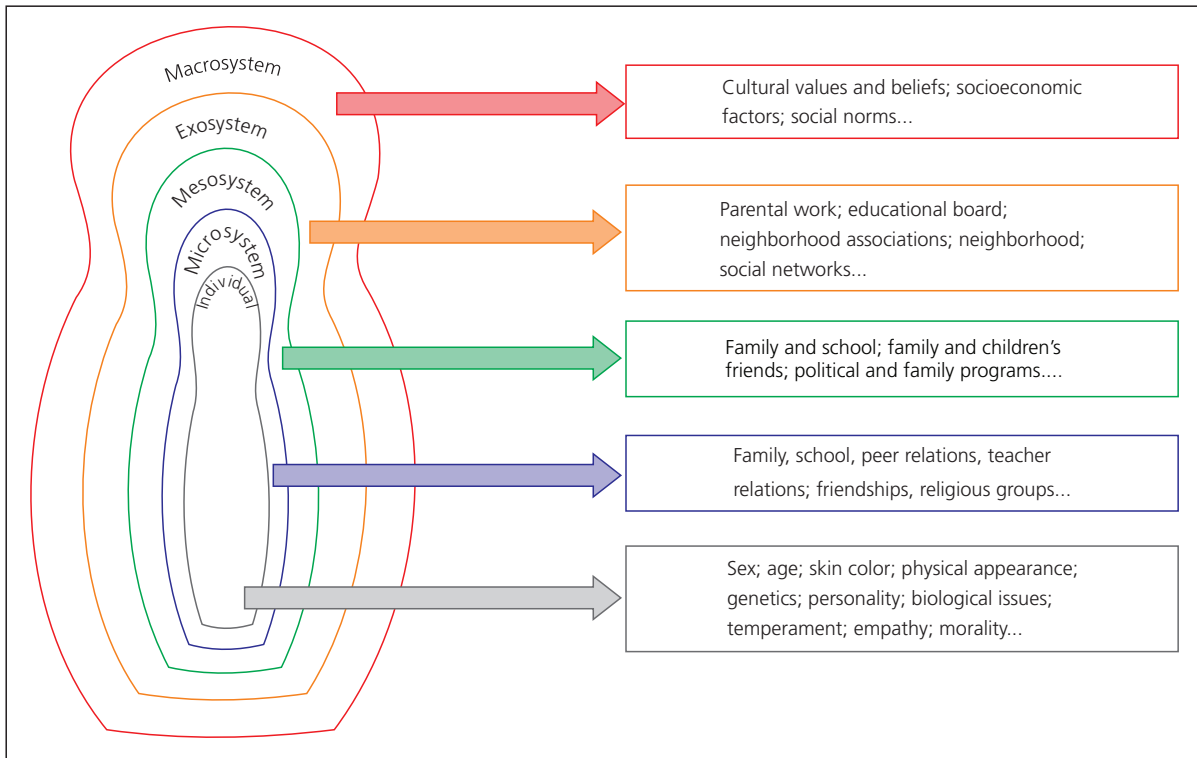 Macrosystem
Exosystem
Mesosystem
Microsystem
Individual
Cultural values and beliefs; socioeconomic
factors; social norms...
Parental work; educational board;
neighborhood associations; neighborhood;
social networks...
Family and school; family and children’s
friends; political and family programs....
Family, school, peer relations, teacher
relations; friendships, religious groups...
Sex; age; skin color; physical appearance;
genetics; personality; biological issues;
temperament; empathy; morality...